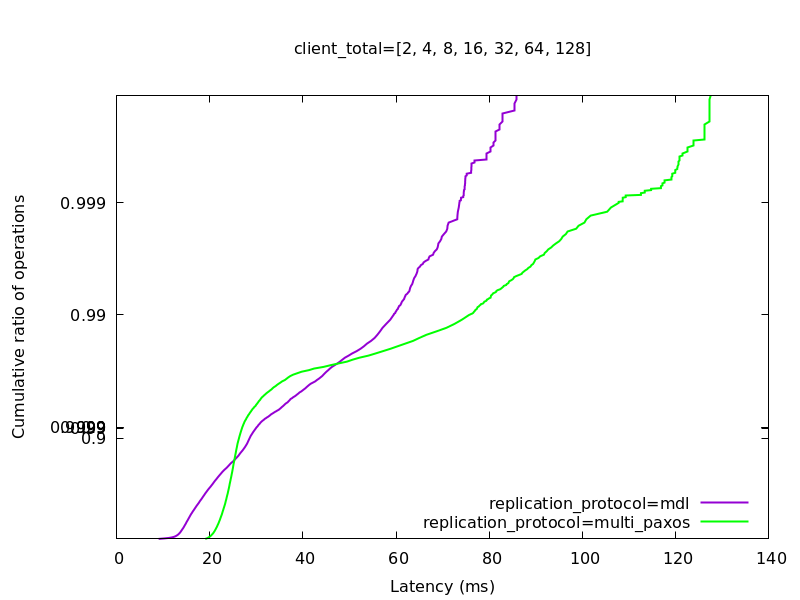 client_total=[2, 4, 8, 16, 32, 64, 128]
Cumulative ratio of operations
0.999
0.99
0.9
replication_protocol=mdl
replication_protocol=multi_paxos
0 20 40 60 80 100 120 140
Latency (ms)